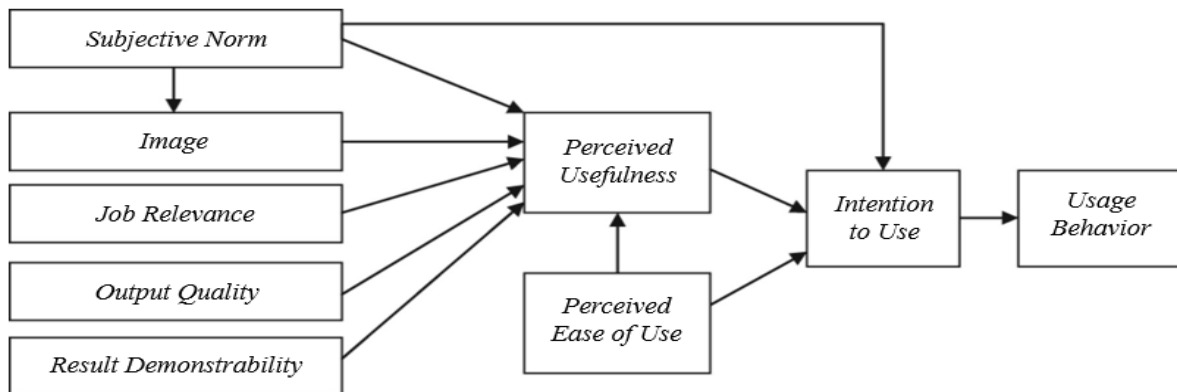 Subjective Norm
Image
Job Relevance
Output Quality
Result Demonstrability
Perceived
Usefulness
Perceived
Ease of Use
Intention
to Use
Usage
Behavior